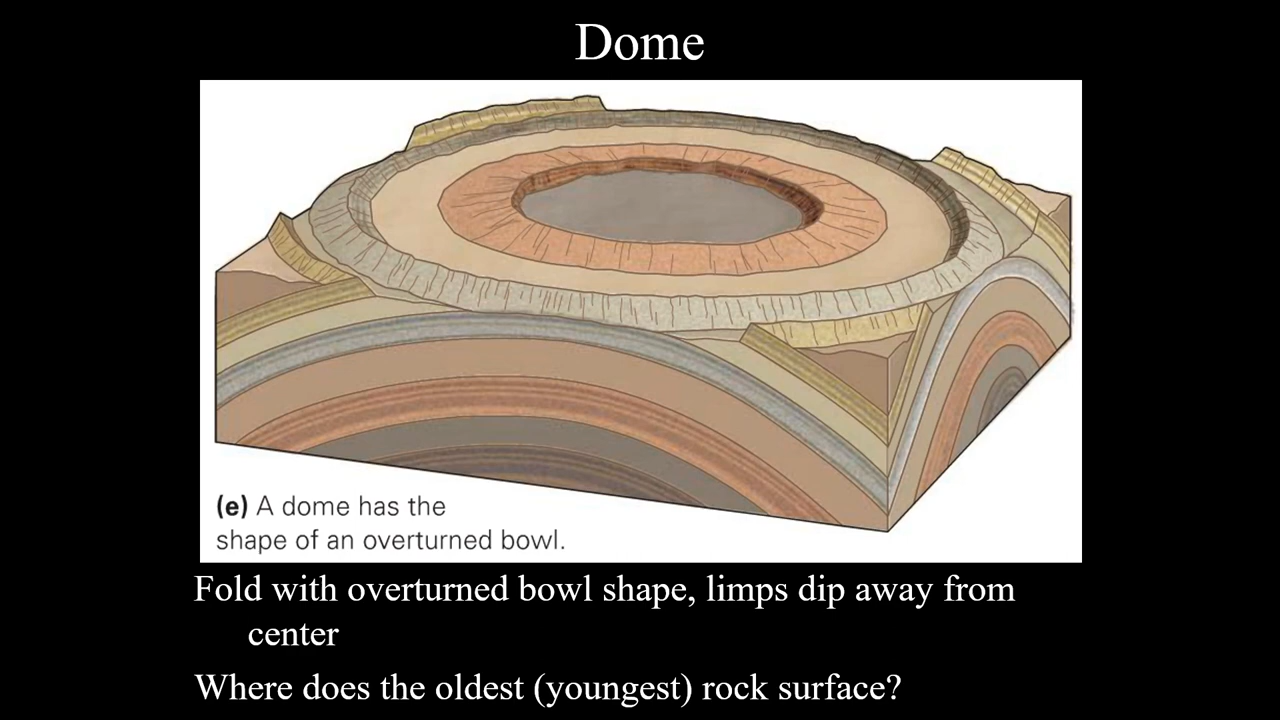 Dome
(e) A dome has the
shape of an overturned bowl.
Fold with overturned bowl shape, limps dip away from
center
Where does the oldest (youngest) rock surface?